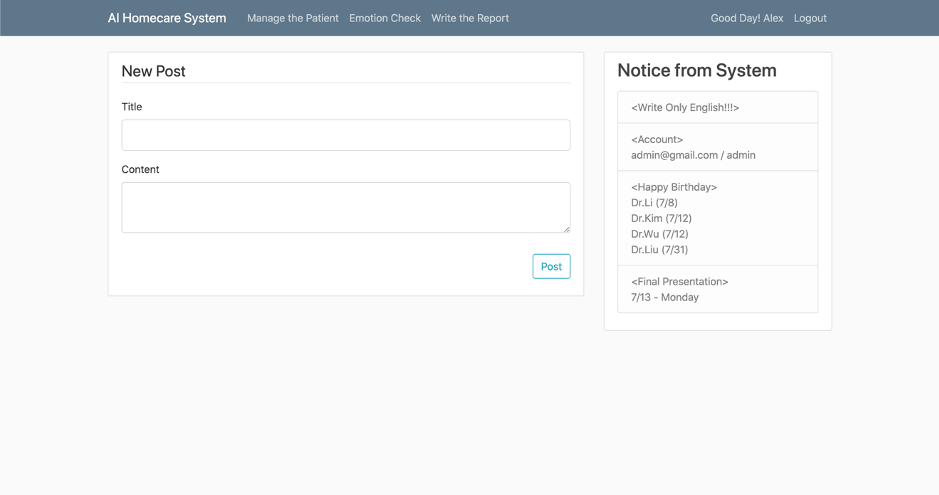 AI Homecare System Manage the Patient Emotion Check Write the Report Good Day! Alex Logout
New Post
Title
Content
Post
Notice from System
<Write Only English!!!>
<Account>
admin@gmail.com / admin
<Happy Birthday>
Dr.Li (7/8)
Dr.Kim (7/12)
Dr.Wu (7/12)
Dr.Liu (7/31)
<Final Presentation>
7/13 - Monday